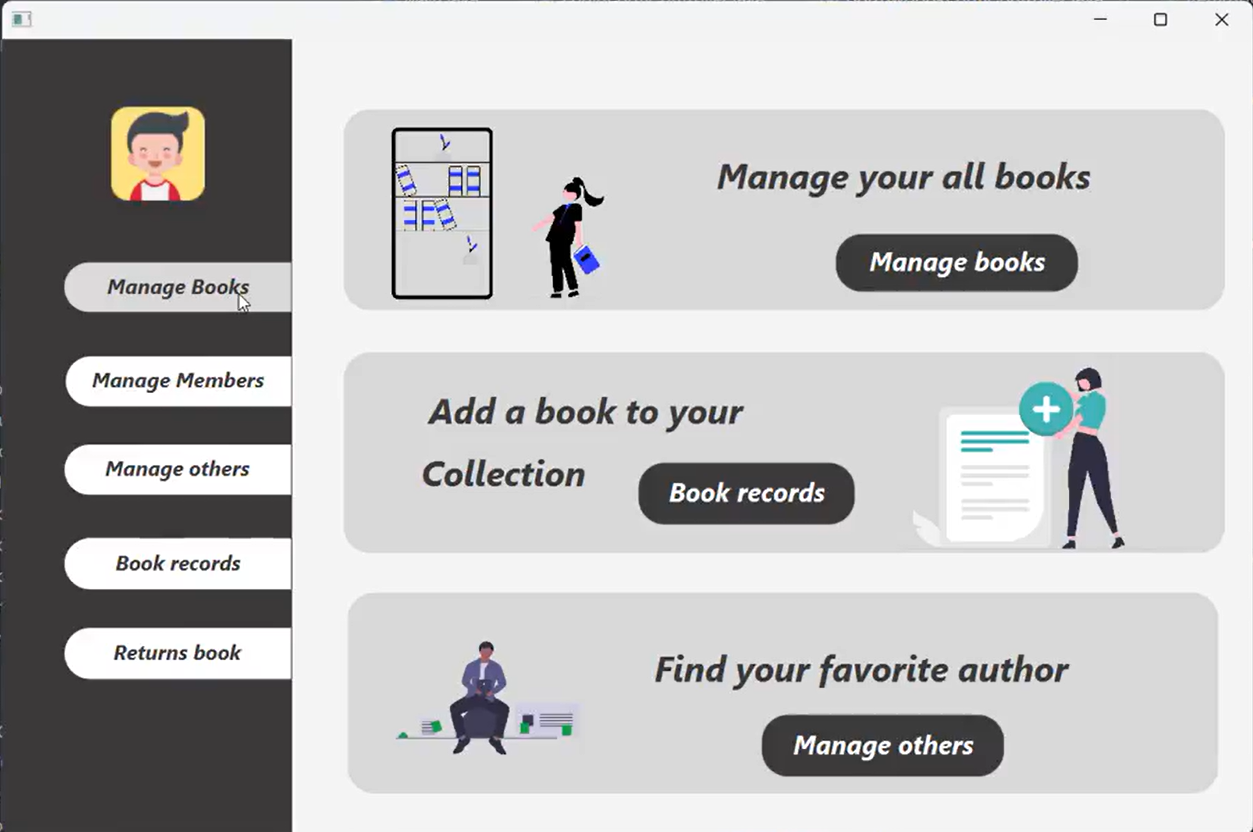 Manage Books
Manage Members
Manage others
Book records
Returns book
Manage your all books
Manage books
Add a book to your
Collection
Book records
Find your favorite author
Manage others